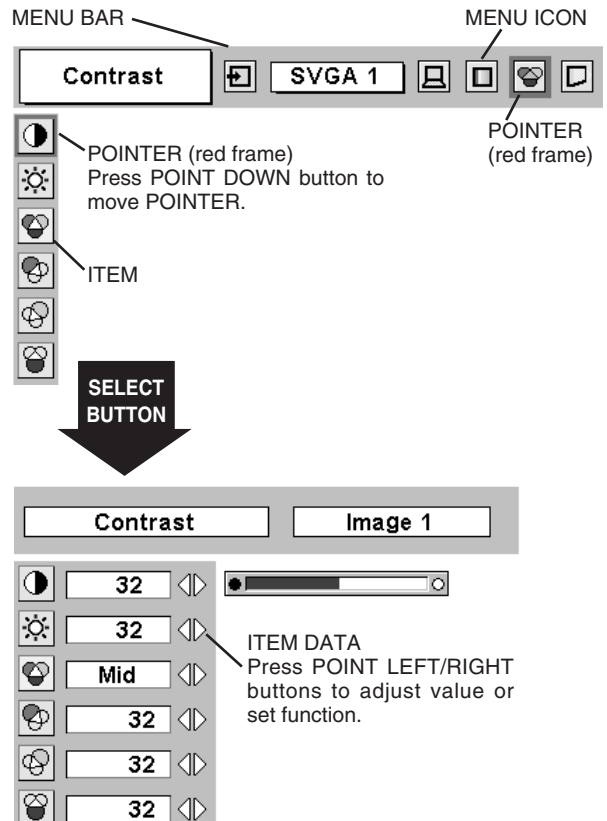 MENU BAR
MENU ICON
Contrast
SVGA 1
POINTER
(red frame)
POINTER (red frame)
Press POINT DOWN button to
move POINTER.
ITEM
SELECT
BUTTON
Contrast
Image 1
32
32
ITEM DATA
Press POINT LEFT/RIGHT
buttons to adjust value or
set function.
Mid
32
32
32